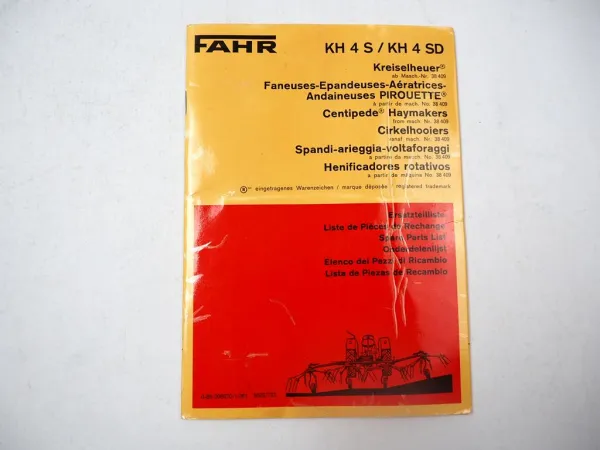 FAHR
KH 4 S / KH 4 SD
Kreiselheuer®
ab Masch.-Nr. 38 409
Faneuses-Epandeuses-Aératrices-
Andaineuses PIROUETTE®
à partir de mach. No. 38 409
Centipede® Haymakers
from mach. Nr. 38 409
Cirkelhooiers
vanaf mach. Nr. 38 409
Spandi-arieggia-voltaforaggi
a partire da macch. No. 38 409
Henificadores rotativos
a partir de máquina No. 38 409
® = eingetragenes Warenzeichen / marque déposée / registered trademark
Ersatzteilliste
Liste de Pièces de Rechange
Spare Parts List
Onderdelenlijst
Elenco dei Pezzi di Ricambio
Lista de Piezas de Recambio